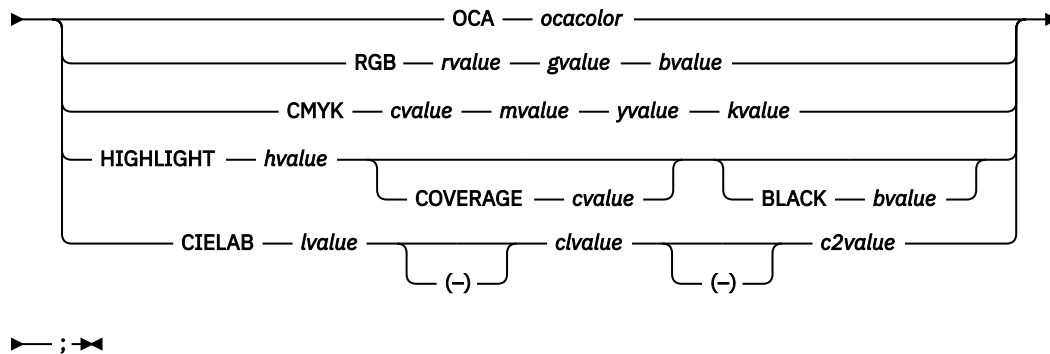 OCA ocacolor
RGB rvalue gvalue bvalue
CMYK cvalue mvalue yvalue kvalue
HIGHLIGHT hvalue
COVERAGE cvalue BLACK bvalue
CIELAB lvalue clvalue c2value
(–) (–)
;